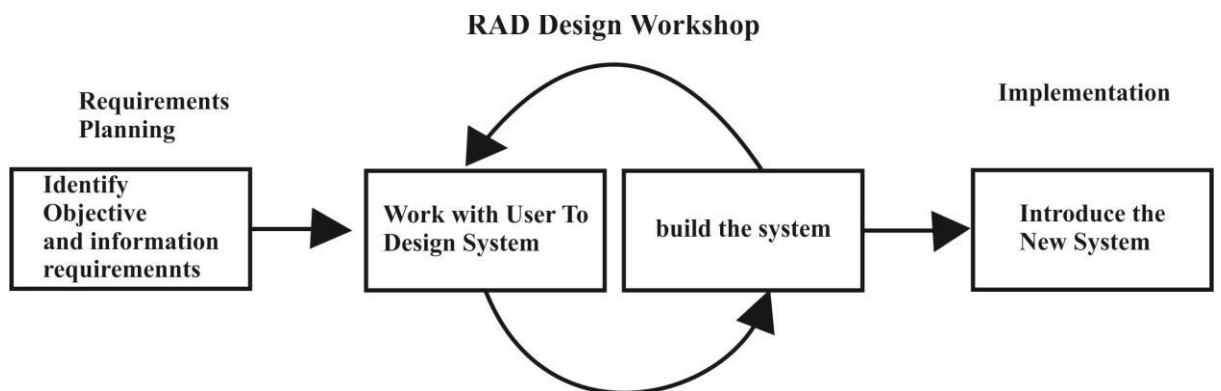 RAD Design Workshop
Requirements
Planning
Implementation
Identify
Objective
and information
requiremennts
Work with User To
Design System
build the system
Introduce the
New System